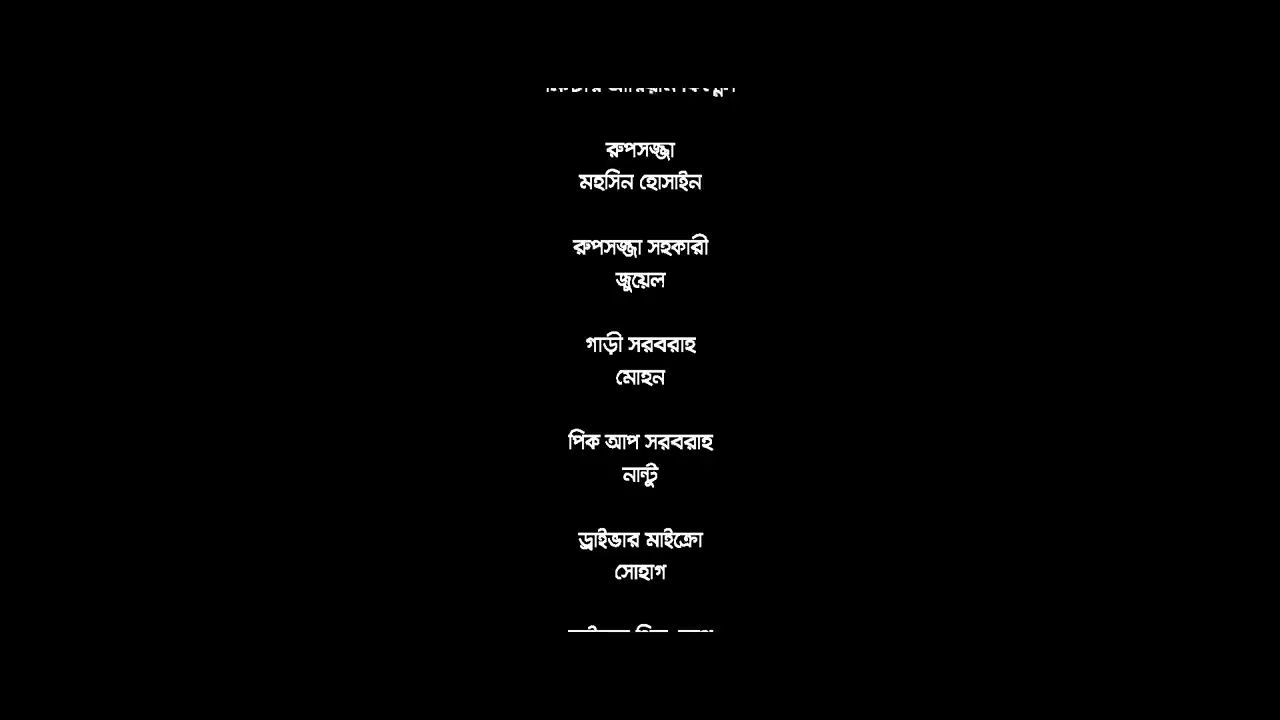 রুপসজ্জা
মহসিন হোসাইন
রুপসজ্জা সহকারী
জুয়েল
গাড়ী সরবরাহ
মোহন
পিক আপ সরবরাহ
নান্টু
ড্রাইভার মাইক্রো
সোহাগ